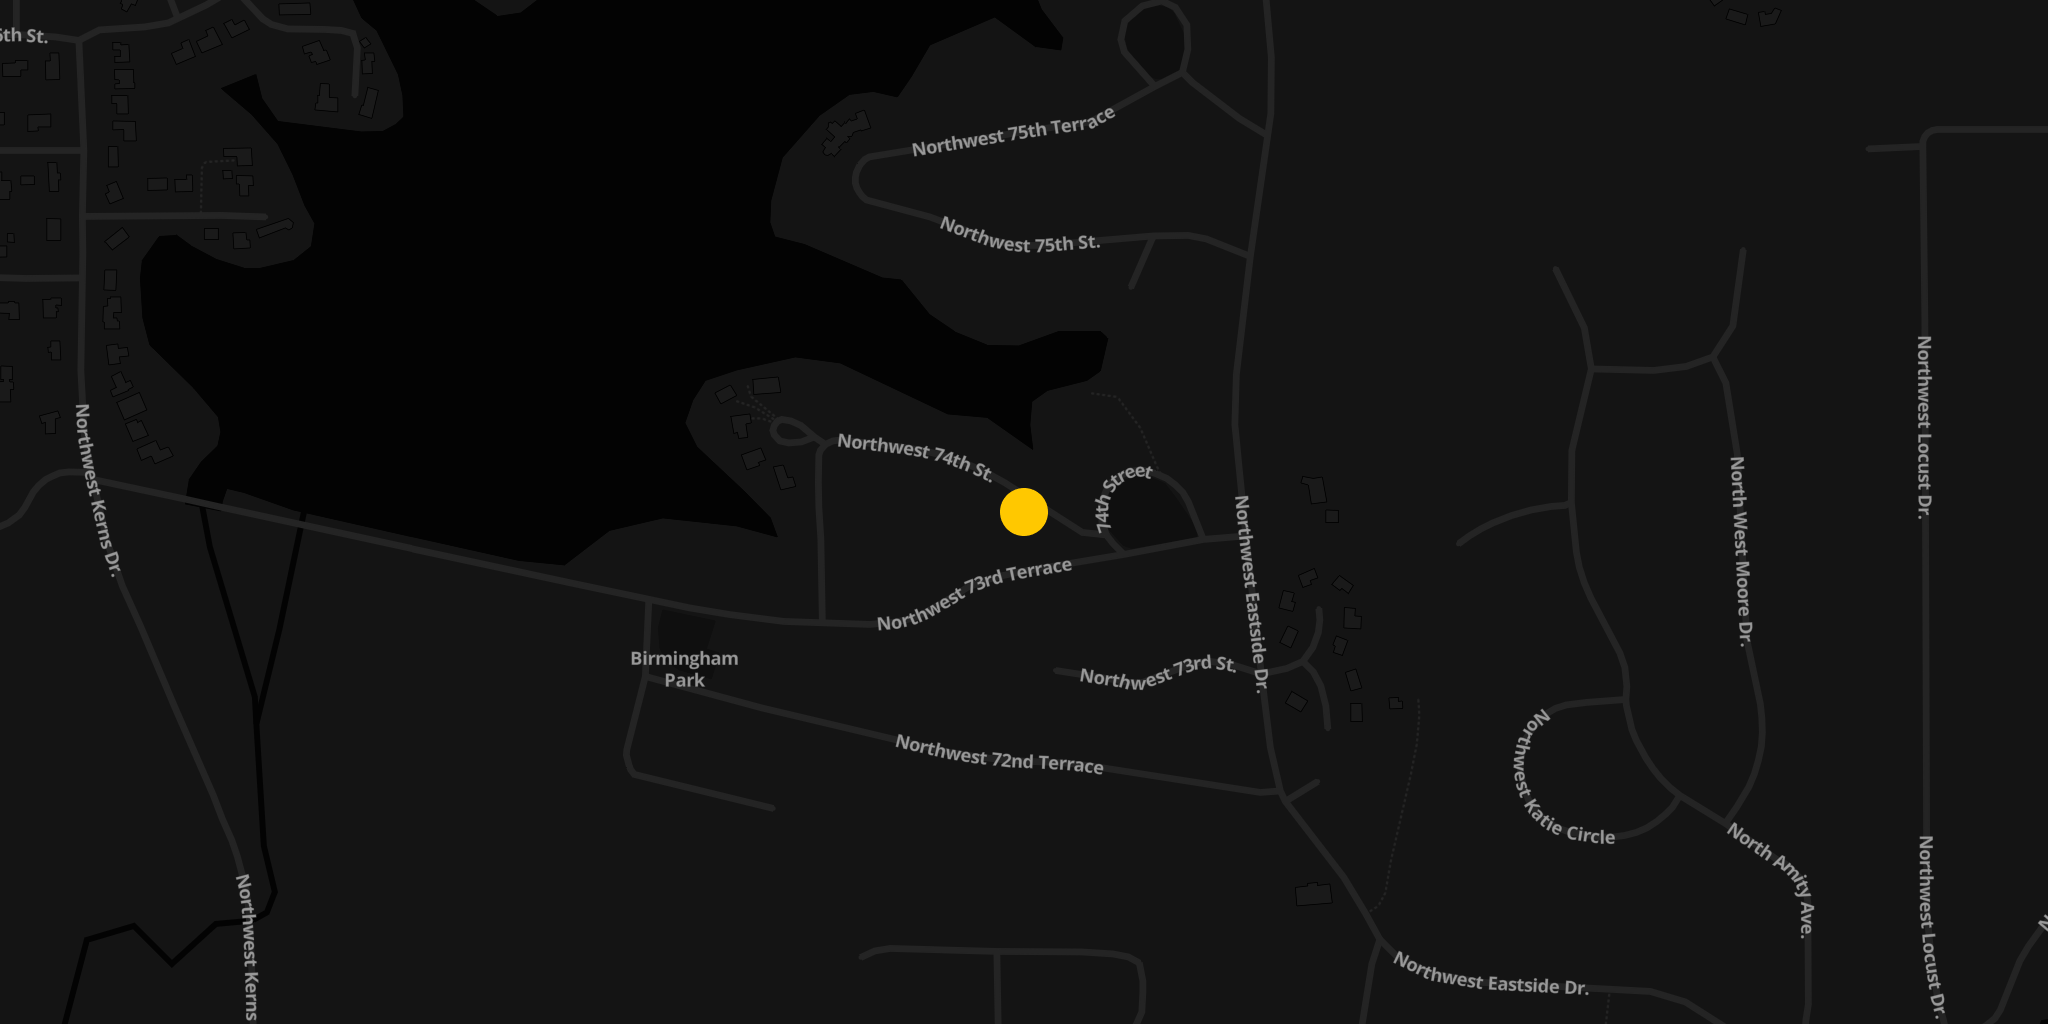 6th St.
Northwest 75th Terrace
Northwest 75th St.
Northwest Kerns Dr.
Northwest 74th St.
74th Street
Northwest 73rd Terrace
Northwest Eastside Dr.
Northwest Locust Dr.
North West Moore Dr.
Birmingham
Park
Northwest 73rd St.
Northwest 72nd Terrace
Northwest Katie Circle
North Amity Ave.
Northwest Locust Dr.
Northwest Kerns
Northwest Eastside Dr.
N